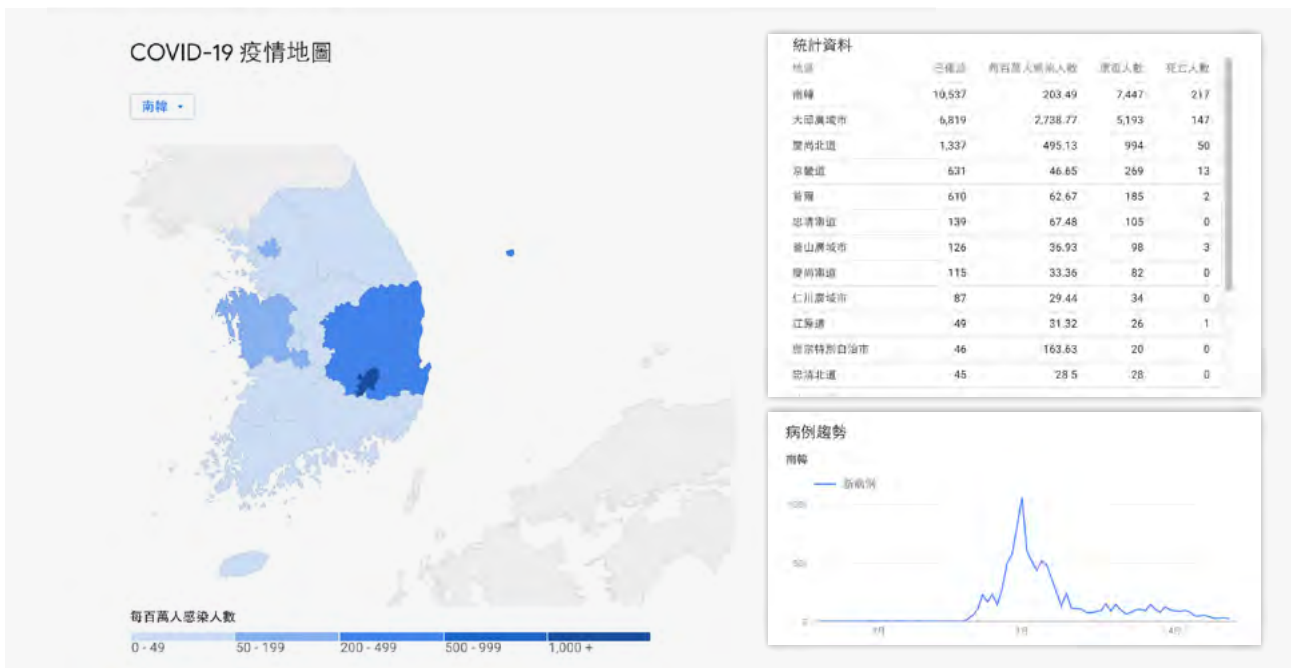 COVID-19 疫情地圖
南韓
每百萬人感染人數
0 - 49 50 - 199 200 - 499 500 - 999 1,000 +
統計資料
地區 已確認 每百萬人感染人數 康復人數 死亡人數
南韓 10,537 203.49 7,447 217
大邱廣域市 6,819 2,738.77 5,193 147
慶尚北道 1,337 495.13 994 50
京畿道 631 46.65 269 13
首爾 610 62.67 185 2
忠清南道 139 67.48 105 0
釜山廣域市 126 36.93 98 3
慶尚南道 115 33.36 82 0
仁川廣域市 87 29.44 34 0
江原道 49 31.32 26 1
世宗特別自治市 46 163.63 20 0
忠清北道 45 28.5 28 0
病例趨勢
南韓
新病例
500
0
3月
4月